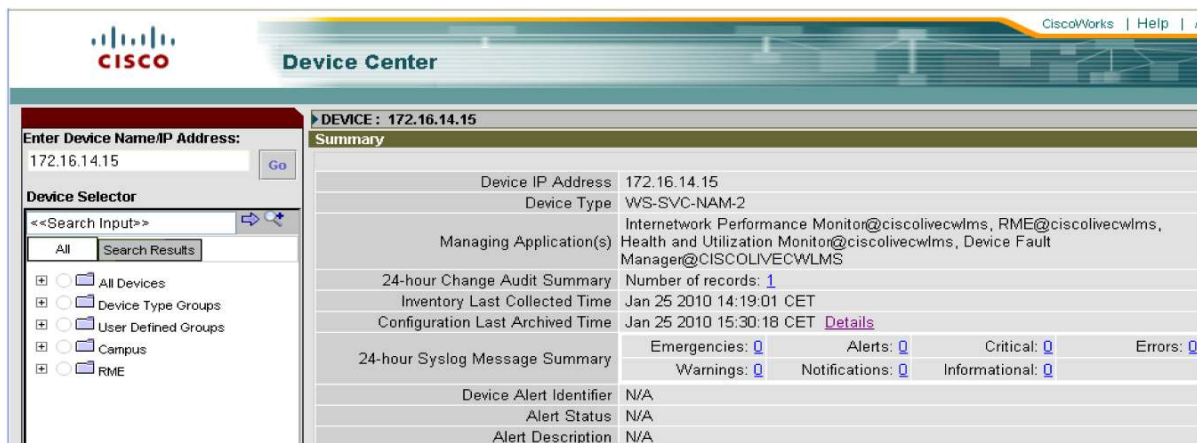 CiscoWorks | Help |
CISCO
Device Center
Enter Device Name/IP Address:
172.16.14.15
Go
Device Selector
<<Search Input>>
All
Search Results
All Devices
Device Type Groups
User Defined Groups
Campus
RME
DEVICE : 172.16.14.15
Summary
Device IP Address 172.16.14.15
Device Type WS-SVC-NAM-2
Managing Application(s) Internetwork Performance Monitor@ciscolivecwlms, RME@ciscolivecwlms,
Health and Utilization Monitor@ciscolivecwlms, Device Fault
Manager@CISCOLIVECWLMS
24-hour Change Audit Summary Number of records: 1
Inventory Last Collected Time Jan 25 2010 14:19:01 CET
Configuration Last Archived Time Jan 25 2010 15:30:18 CET Details
24-hour Syslog Message Summary
Emergencies: 0 Alerts: 0 Critical: 0 Errors: 0
Warnings: 0 Notifications: 0 Informational: 0
Device Alert Identifier N/A
Alert Status N/A
Alert Description N/A